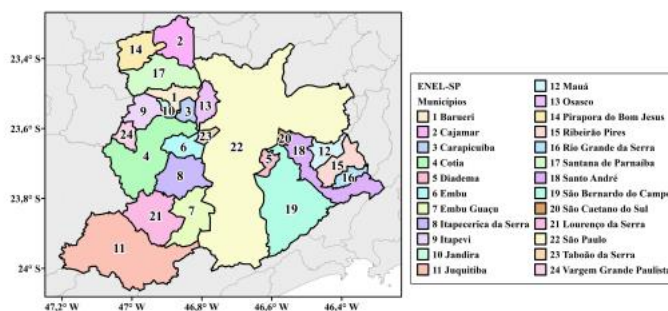 23,4° S
23,6° S
23,8° S
24° S
47,2° W
47° W
46,8° W
46,6° W
46,4° W
2
14
17
1
9
10
3
13
24
23
4
6
22
20
5
18
12
15
16
8
21
7
19
11
ENEL-SP
Municípios
1 Barueri
2 Cajamar
3 Carapicuíba
4 Cotia
5 Diadema
6 Embu
7 Embu Guaçu
8 Itapecerica da Serra
9 Itapevi
10 Jandira
11 Juquitiba
12 Mauá
13 Osasco
14 Pirapora do Bom Jesus
15 Ribeirão Pires
16 Rio Grande da Serra
17 Santana de Parnaíba
18 Santo André
19 São Bernardo do Campo
20 São Caetano do Sul
21 Lourenço da Serra
22 São Paulo
23 Taboão da Serra
24 Vargem Grande Paulista